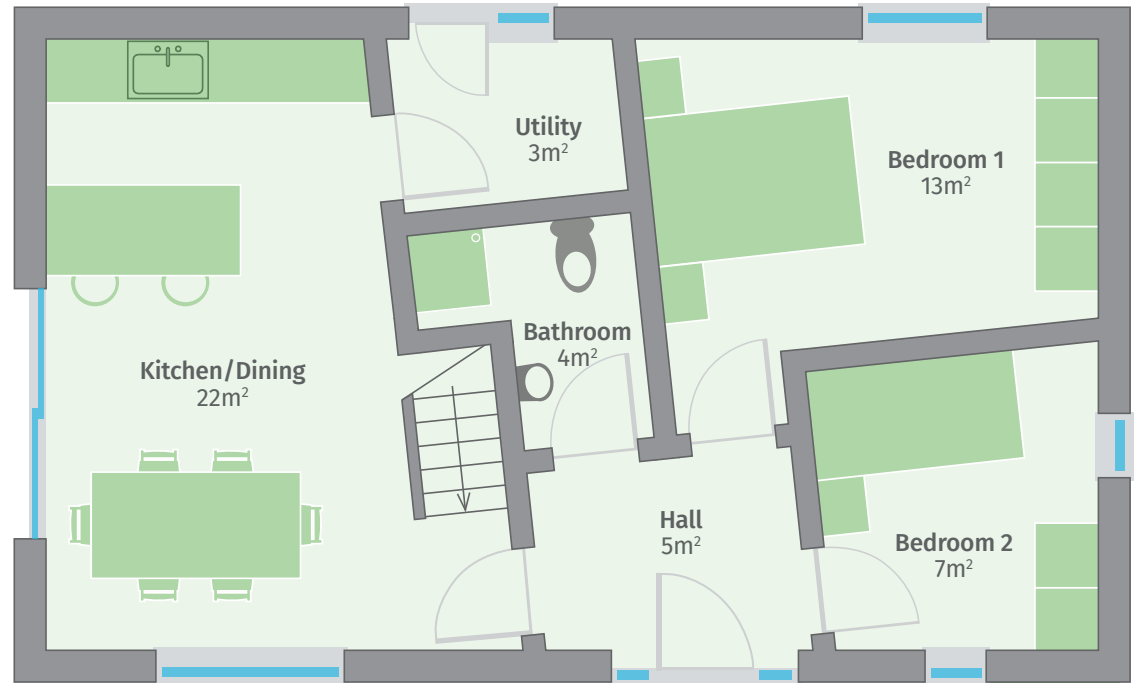 Utility
3m²
Bedroom 1
13m²
Bathroom
4m²
Kitchen/Dining
22m²
Hall
5m²
Bedroom 2
7m²